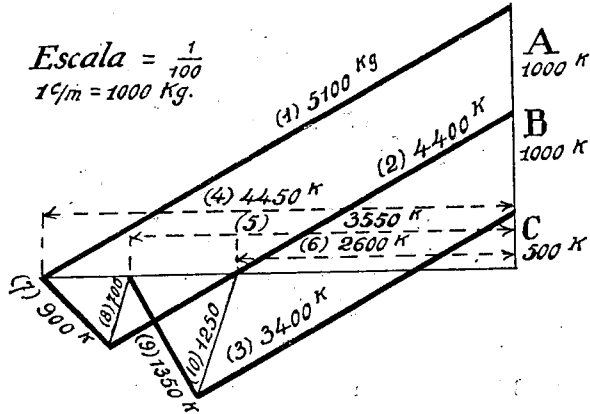 Escala = 1/100
1 c/m = 1000 Kg.
A
1000 K
B
1000 K
C
500 K
(1) 5100 Kg
(2) 4400 K
(4) 4450 K
(5) 3550 K
(6) 2600 K
(7) 900 K
(8) 700
(9) 1350 K
(10) 1250
(3) 3400 K